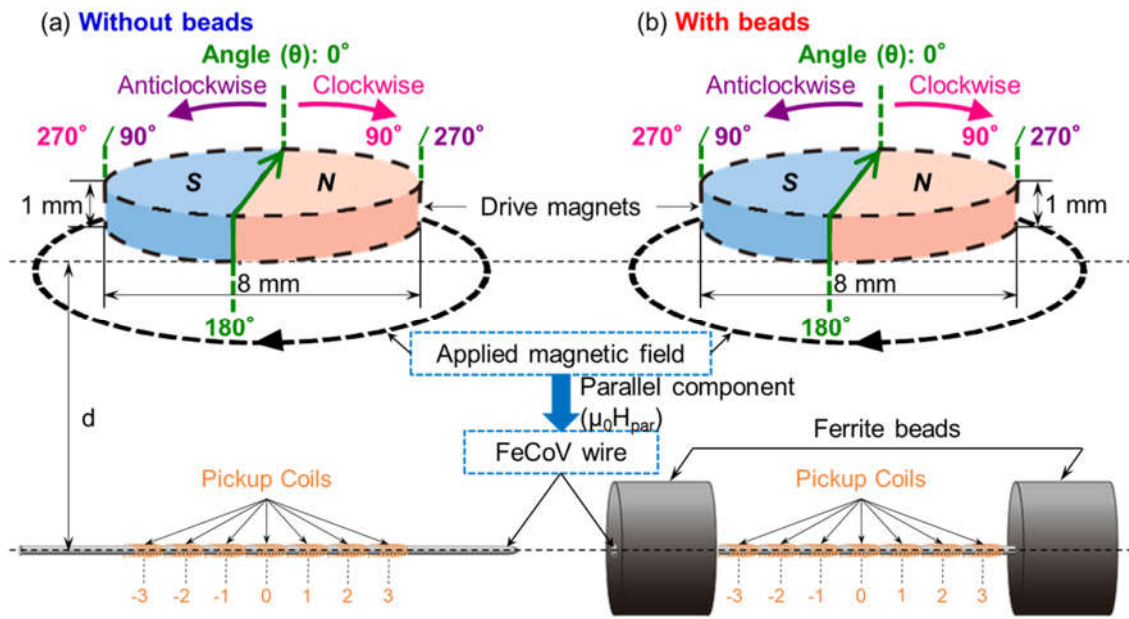 (a) Without beads
Angle (θ): 0°
Anticlockwise
Clockwise
270°
90°
90°
270°
S
N
1 mm
8 mm
180°
(b) With beads
Angle (θ): 0°
Anticlockwise
Clockwise
270°
90°
90°
270°
S
N
1 mm
8 mm
180°
Drive magnets
Applied magnetic field
Parallel component
(μ₀Hpar)
FeCoV wire
d
Pickup Coils
-3 -2 -1 0 1 2 3
Ferrite beads
Pickup Coils
-3 -2 -1 0 1 2 3